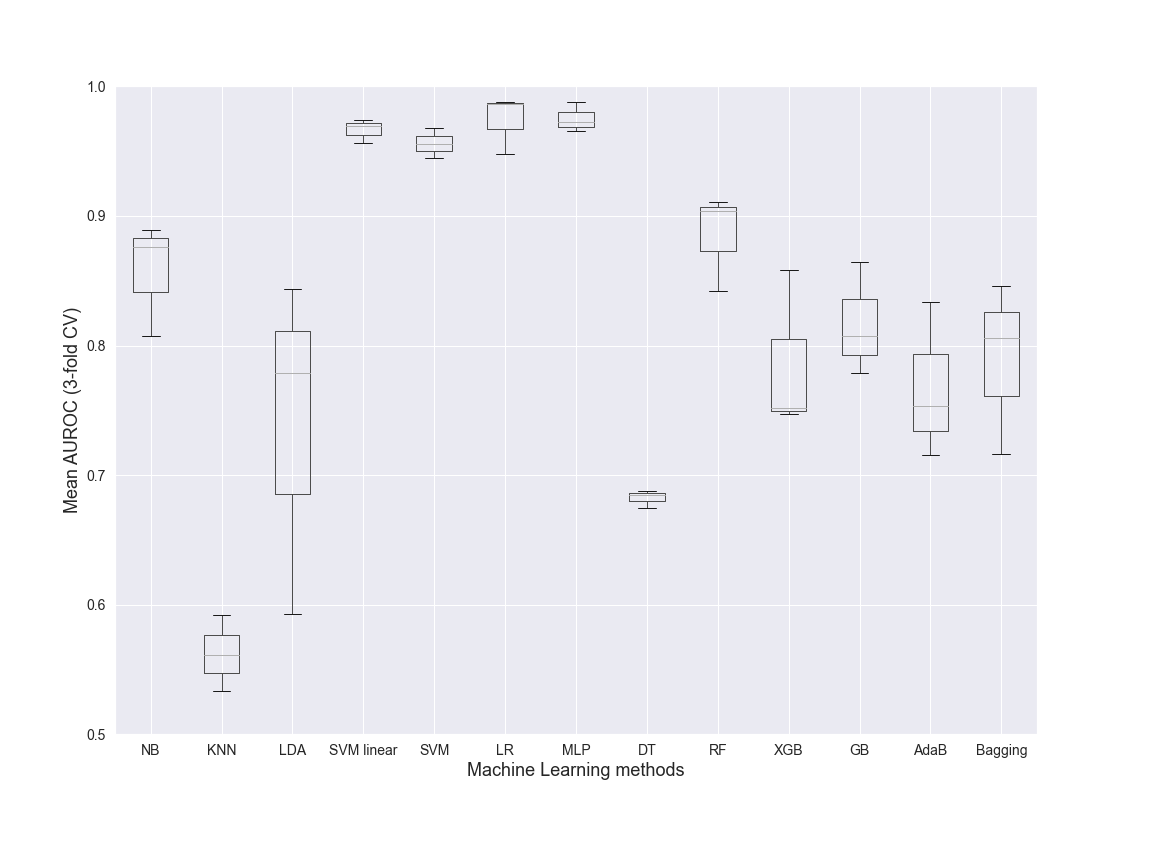 Mean AUROC (3-fold CV)
1.0
0.9
0.8
0.7
0.6
0.5
NB KNN LDA SVM linear SVM LR MLP DT RF XGB GB AdaB Bagging
Machine Learning methods